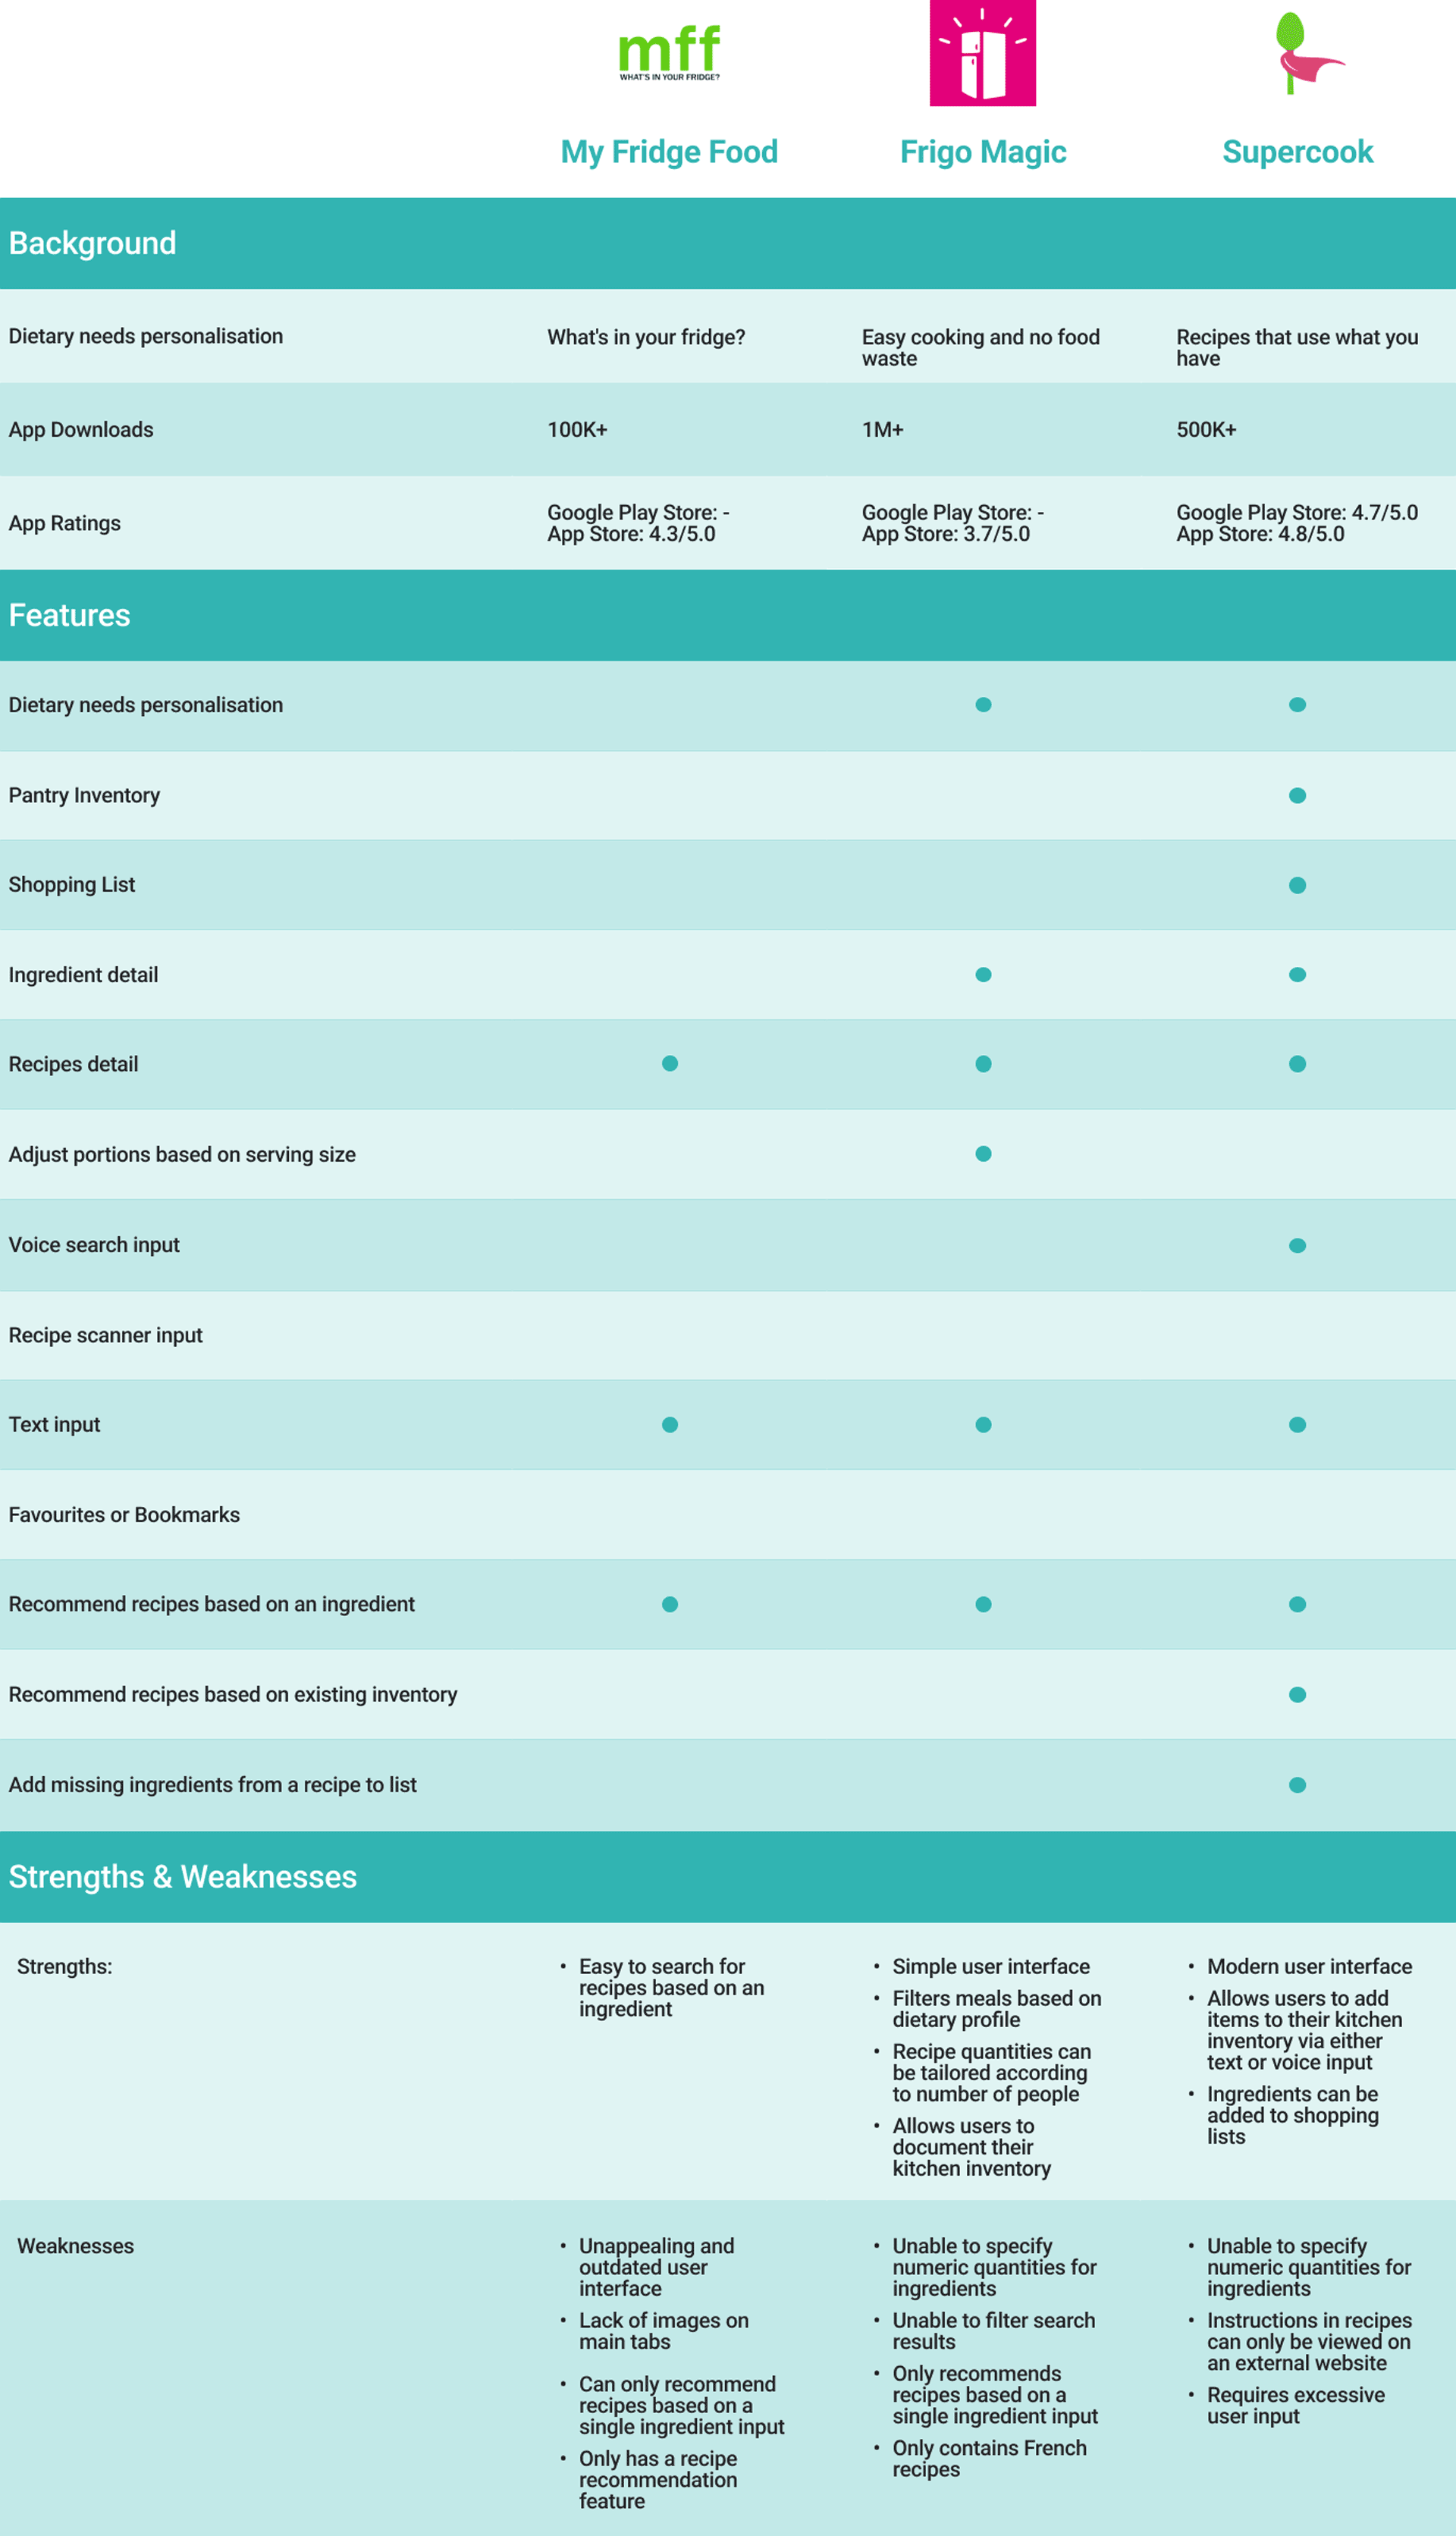 mff
WHAT'S IN YOUR FRIDGE?
My Fridge Food
Frigo Magic
Supercook
Background
Dietary needs personalisation
What's in your fridge?
Easy cooking and no food
waste
Recipes that use what you
have
App Downloads
100K+
1M+
500K+
App Ratings
Google Play Store: -
App Store: 4.3/5.0
Google Play Store: -
App Store: 3.7/5.0
Google Play Store: 4.7/5.0
App Store: 4.8/5.0
Features
Dietary needs personalisation
Pantry Inventory
Shopping List
Ingredient detail
Recipes detail
Adjust portions based on serving size
Voice search input
Recipe scanner input
Text input
Favourites or Bookmarks
Recommend recipes based on an ingredient
Recommend recipes based on existing inventory
Add missing ingredients from a recipe to list
Strengths & Weaknesses
Strengths:
• Easy to search for
recipes based on an
ingredient
• Simple user interface
• Filters meals based on
dietary profile
• Recipe quantities can
be tailored according
to number of people
• Allows users to
document their
kitchen inventory
• Modern user interface
• Allows users to add
items to their kitchen
inventory via either
text or voice input
• Ingredients can be
added to shopping
lists
Weaknesses
• Unappealing and
outdated user
interface
• Lack of images on
main tabs
• Can only recommend
recipes based on a
single ingredient input
• Only has a recipe
recommendation
feature
• Unable to specify
numeric quantities for
ingredients
• Unable to filter search
results
• Only recommends
recipes based on a
single ingredient input
• Only contains French
recipes
• Unable to specify
numeric quantities for
ingredients
• Instructions in recipes
can only be viewed on
an external website
• Requires excessive
user input